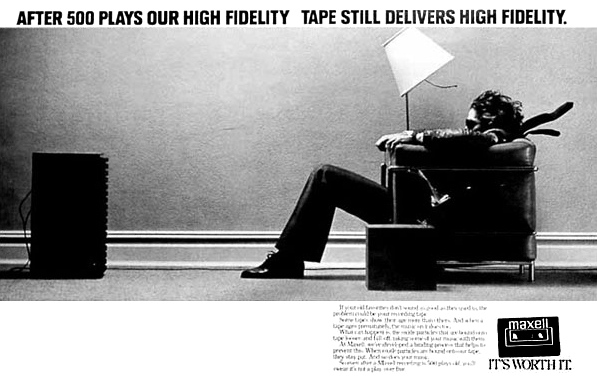 AFTER 500 PLAYS OUR HIGH FIDELITY TAPE STILL DELIVERS HIGH FIDELITY.
If your old favorites don't sound as good as they used to, the
problem could be your recording tape.
Some tapes show their age more than others. And when a
tape ages prematurely, the music on it does too.
What can happen is, the oxide particles that are bound onto
tape loosen and fall off, taking some of your music with them.
At Maxell, we've developed a binding process that helps to
prevent this. When oxide particles are bound onto our tape,
they stay put. And so does your music.
So even after a Maxell recording is 500 plays old, you'll
swear it's not a play over five.
maxell
IT'S WORTH IT.